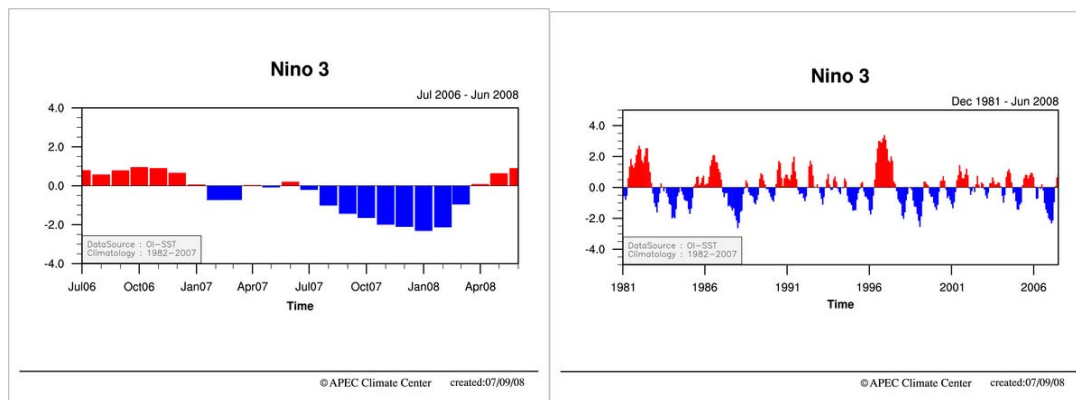 Nino 3
Jul 2006 - Jun 2008
4.0
2.0
0.0
-2.0
-4.0
DataSource : OI-SST
Climatology : 1982-2007
Jul06 Oct06 Jan07 Apr07 Jul07 Oct07 Jan08 Apr08
Time
©APEC Climate Center created:07/09/08
Nino 3
Dec 1981 - Jun 2008
4.0
2.0
0.0
-2.0
-4.0
DataSource : OI-SST
Climatology : 1982-2007
1981 1986 1991 1996 2001 2006
Time
©APEC Climate Center created:07/09/08